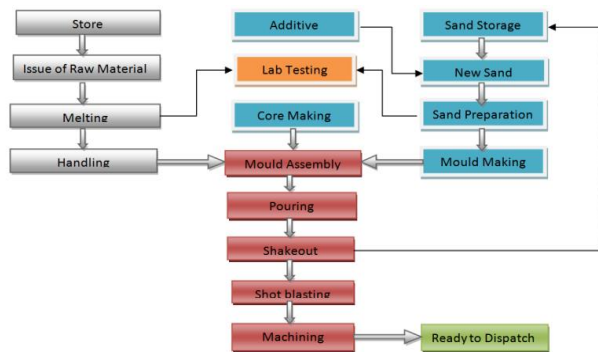 Store
Additive
Sand Storage
Issue of Raw Material
Lab Testing
New Sand
Melting
Core Making
Sand Preparation
Handling
Mould Assembly
Mould Making
Pouring
Shakeout
Shot blasting
Machining
Ready to Dispatch